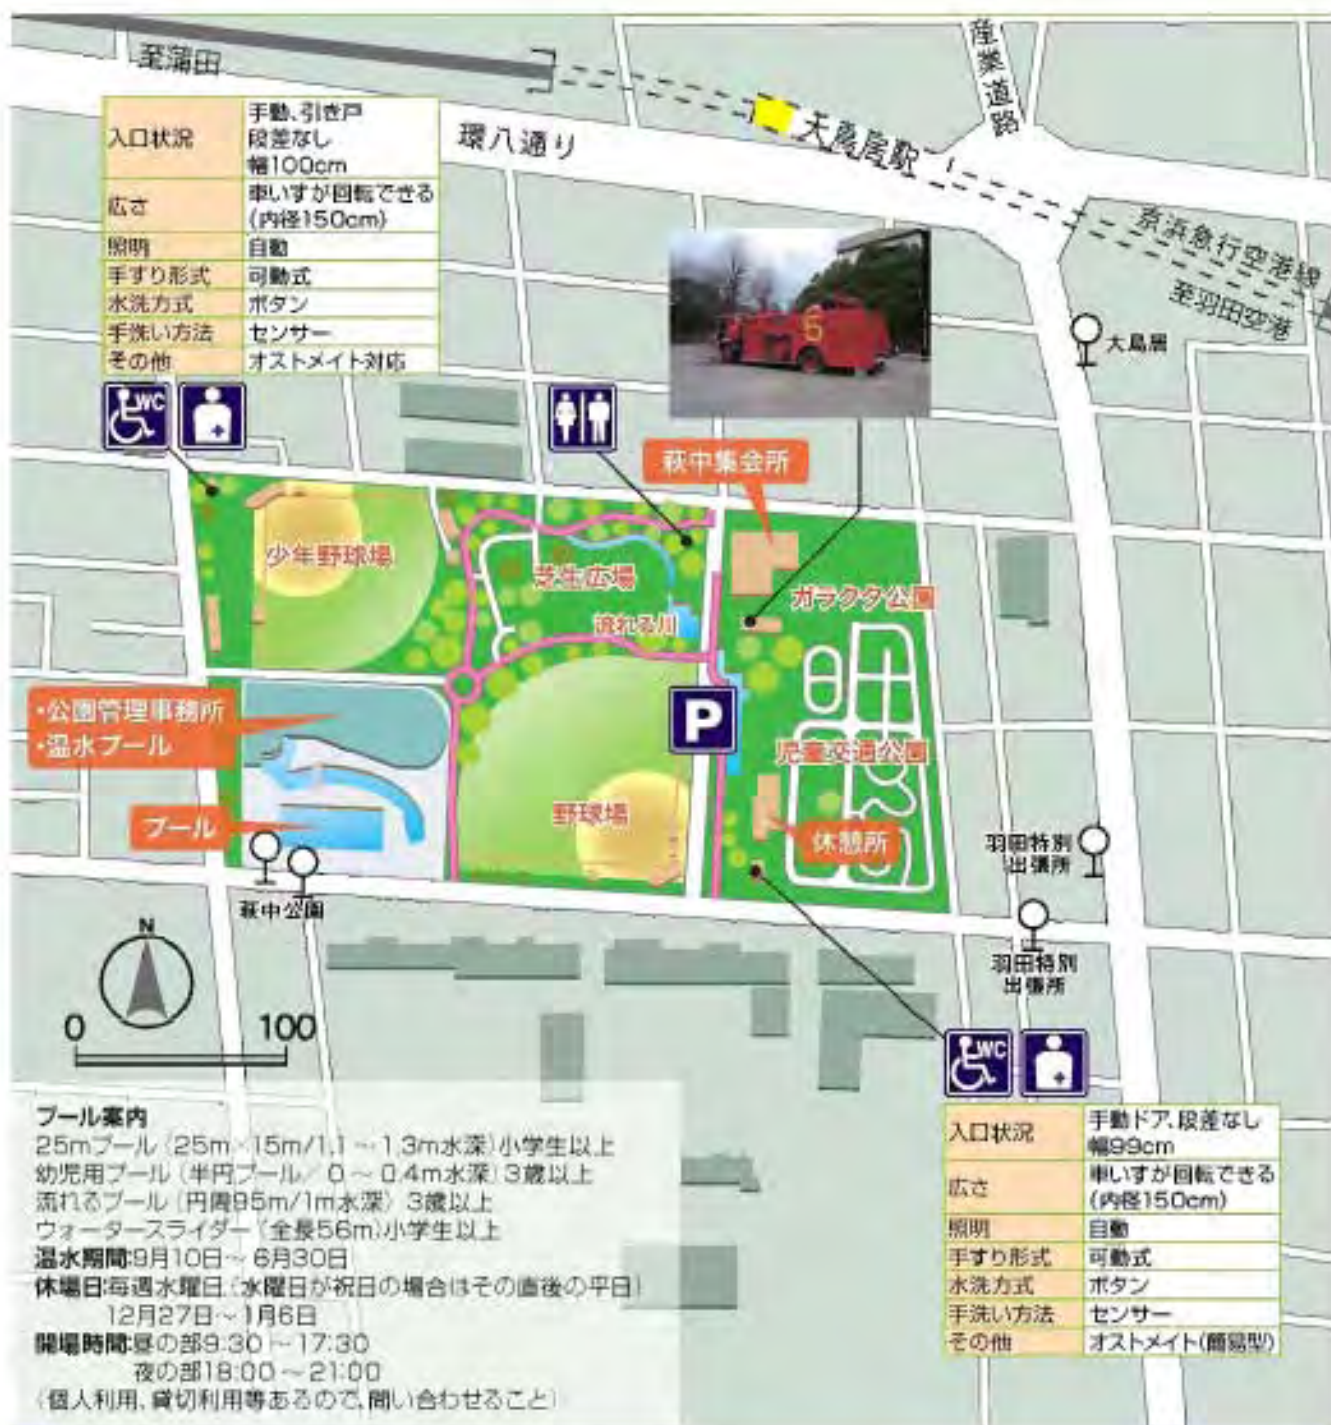 至蒲田
産業道路
環八通り
大鳥居駅
京浜急行空港線
至羽田空港
大鳥居
入口状況 手動、引き戸
段差なし
幅100cm
広さ 車いすが回転できる
(内径150cm)
照明 自動
手すり形式 可動式
水洗方式 ボタン
手洗い方法 センサー
その他 オストメイト対応
WC
6
萩中集会所
少年野球場
芝生広場
流れる川
ガラクタ公園
・公園管理事務所
・温水プール
P
児童交通公園
プール
野球場
休憩所
萩中公園
羽田特別
出張所
羽田特別
出張所
N
0 100
WC
プール案内
25mプール(25m×15m/1.1～1.3m水深)小学生以上
幼児用プール(半円プール/0～0.4m水深)3歳以上
流れるプール(円周95m/1m水深)3歳以上
ウォータースライダー(全長56m)小学生以上
温水期間:9月10日～6月30日
休場日:毎週水曜日(水曜日が祝日の場合はその直後の平日)
12月27日～1月6日
開場時間:昼の部9:30～17:30
夜の部18:00～21:00
(個人利用、貸切利用等あるので、問い合わせること)
入口状況 手動ドア、段差なし
幅99cm
広さ 車いすが回転できる
(内径150cm)
照明 自動
手すり形式 可動式
水洗方式 ボタン
手洗い方法 センサー
その他 オストメイト(簡易型)